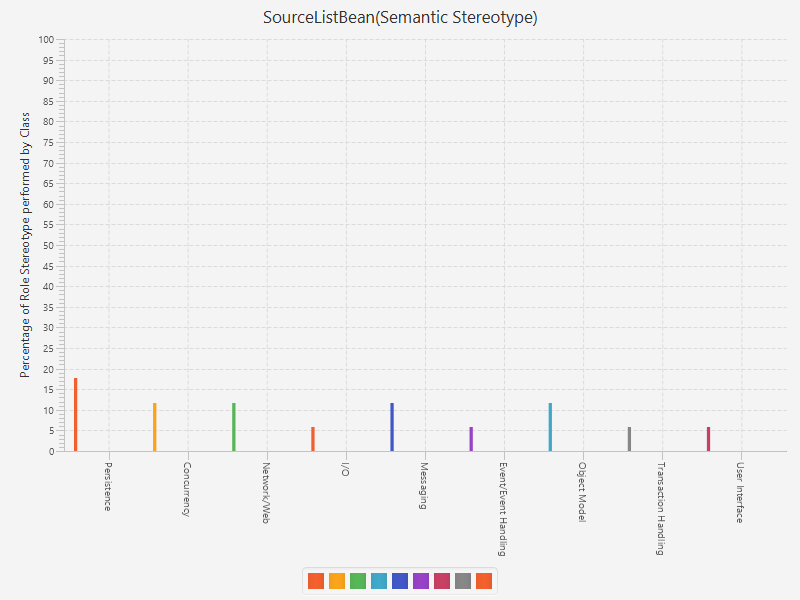 SourceListBean(Semantic Stereotype)
Percentage of Role Stereotype performed by Class
100
95
90
85
80
75
70
65
60
55
50
45
40
35
30
25
20
15
10
5
0
Persistence
Concurrency
Network/Web
I/O
Messaging
Event/Event Handling
Object Model
Transaction Handling
User Interface